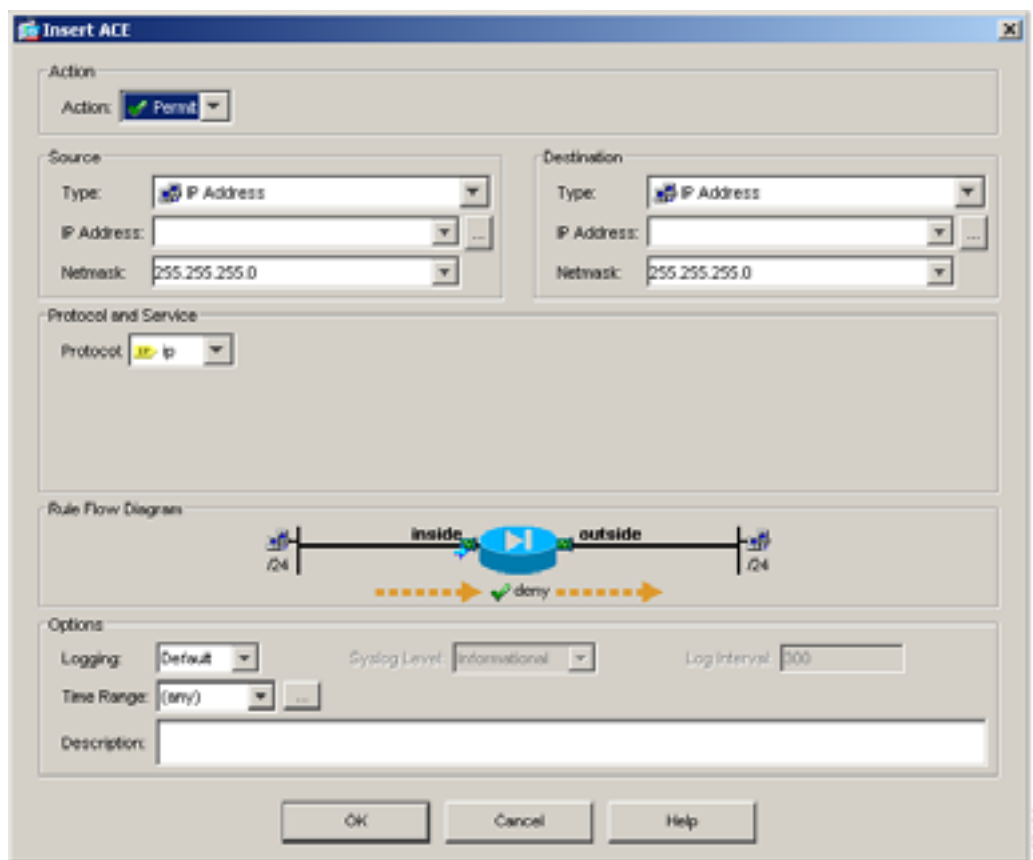 Insert ACE
Action
Action: Permit
Source
Type: IP Address
IP Address: ...
Netmask: 255.255.255.0
Destination
Type: IP Address
IP Address: ...
Netmask: 255.255.255.0
Protocol and Service
Protocol: ip
Rule Flow Diagram
inside outside
/24 /24
deny
Options
Logging: Default Syslog Level: Informational Log Interval: 300
Time Range: (any) ...
Description:
OK Cancel Help